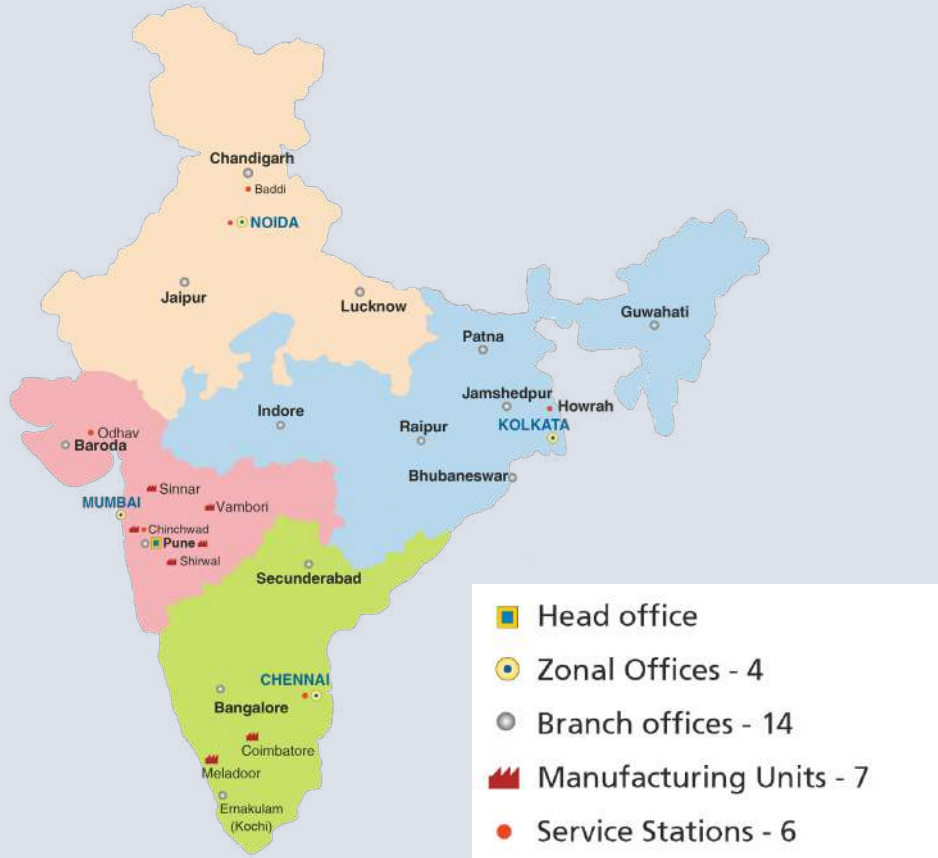 Chandigarh
Baddi
NOIDA
Jaipur
Lucknow
Guwahati
Patna
Jamshedpur
Howrah
KOLKATA
Indore
Raipur
Bhubaneswar
Odhav
Baroda
Sinnar
MUMBAI
Vambori
Chinchwad
Pune
Shirwal
Secunderabad
CHENNAI
Bangalore
Coimbatore
Meladoor
Ernakulam
(Kochi)
Head office
Zonal Offices - 4
Branch offices - 14
Manufacturing Units - 7
Service Stations - 6